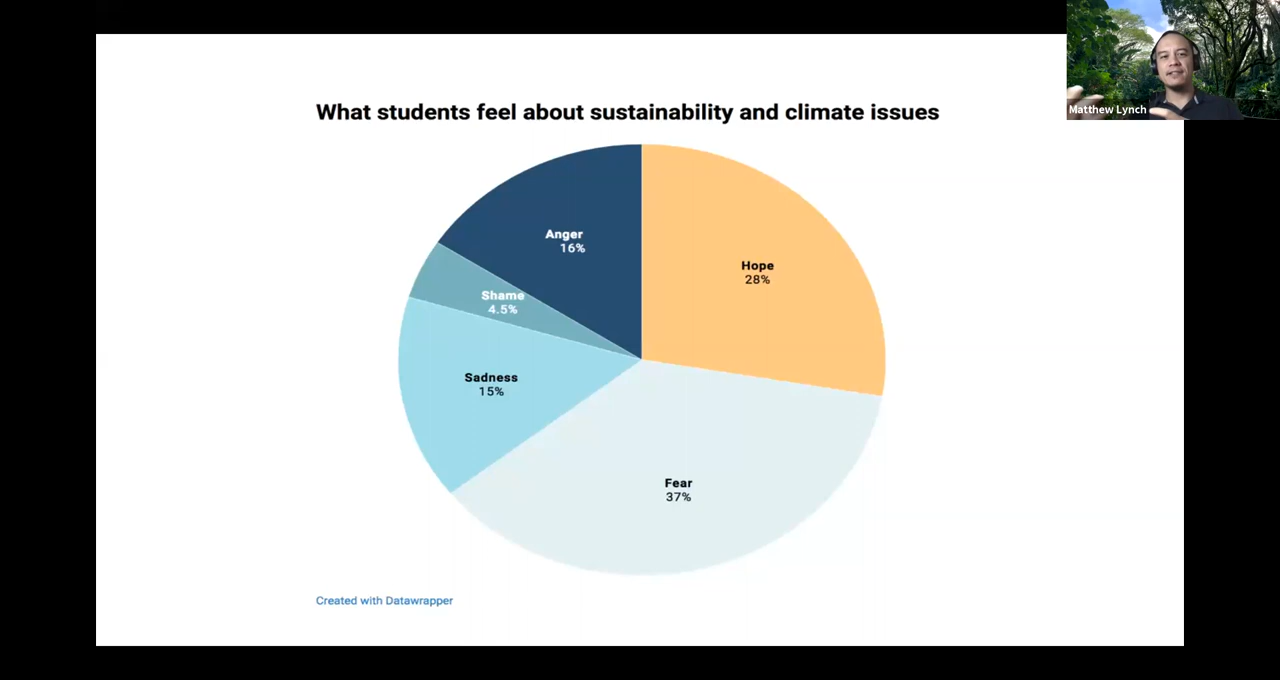 What students feel about sustainability and climate issues
Matthew Lynch
Anger
16%
Hope
28%
Shame
4.5%
Sadness
15%
Fear
37%
Created with Datawrapper